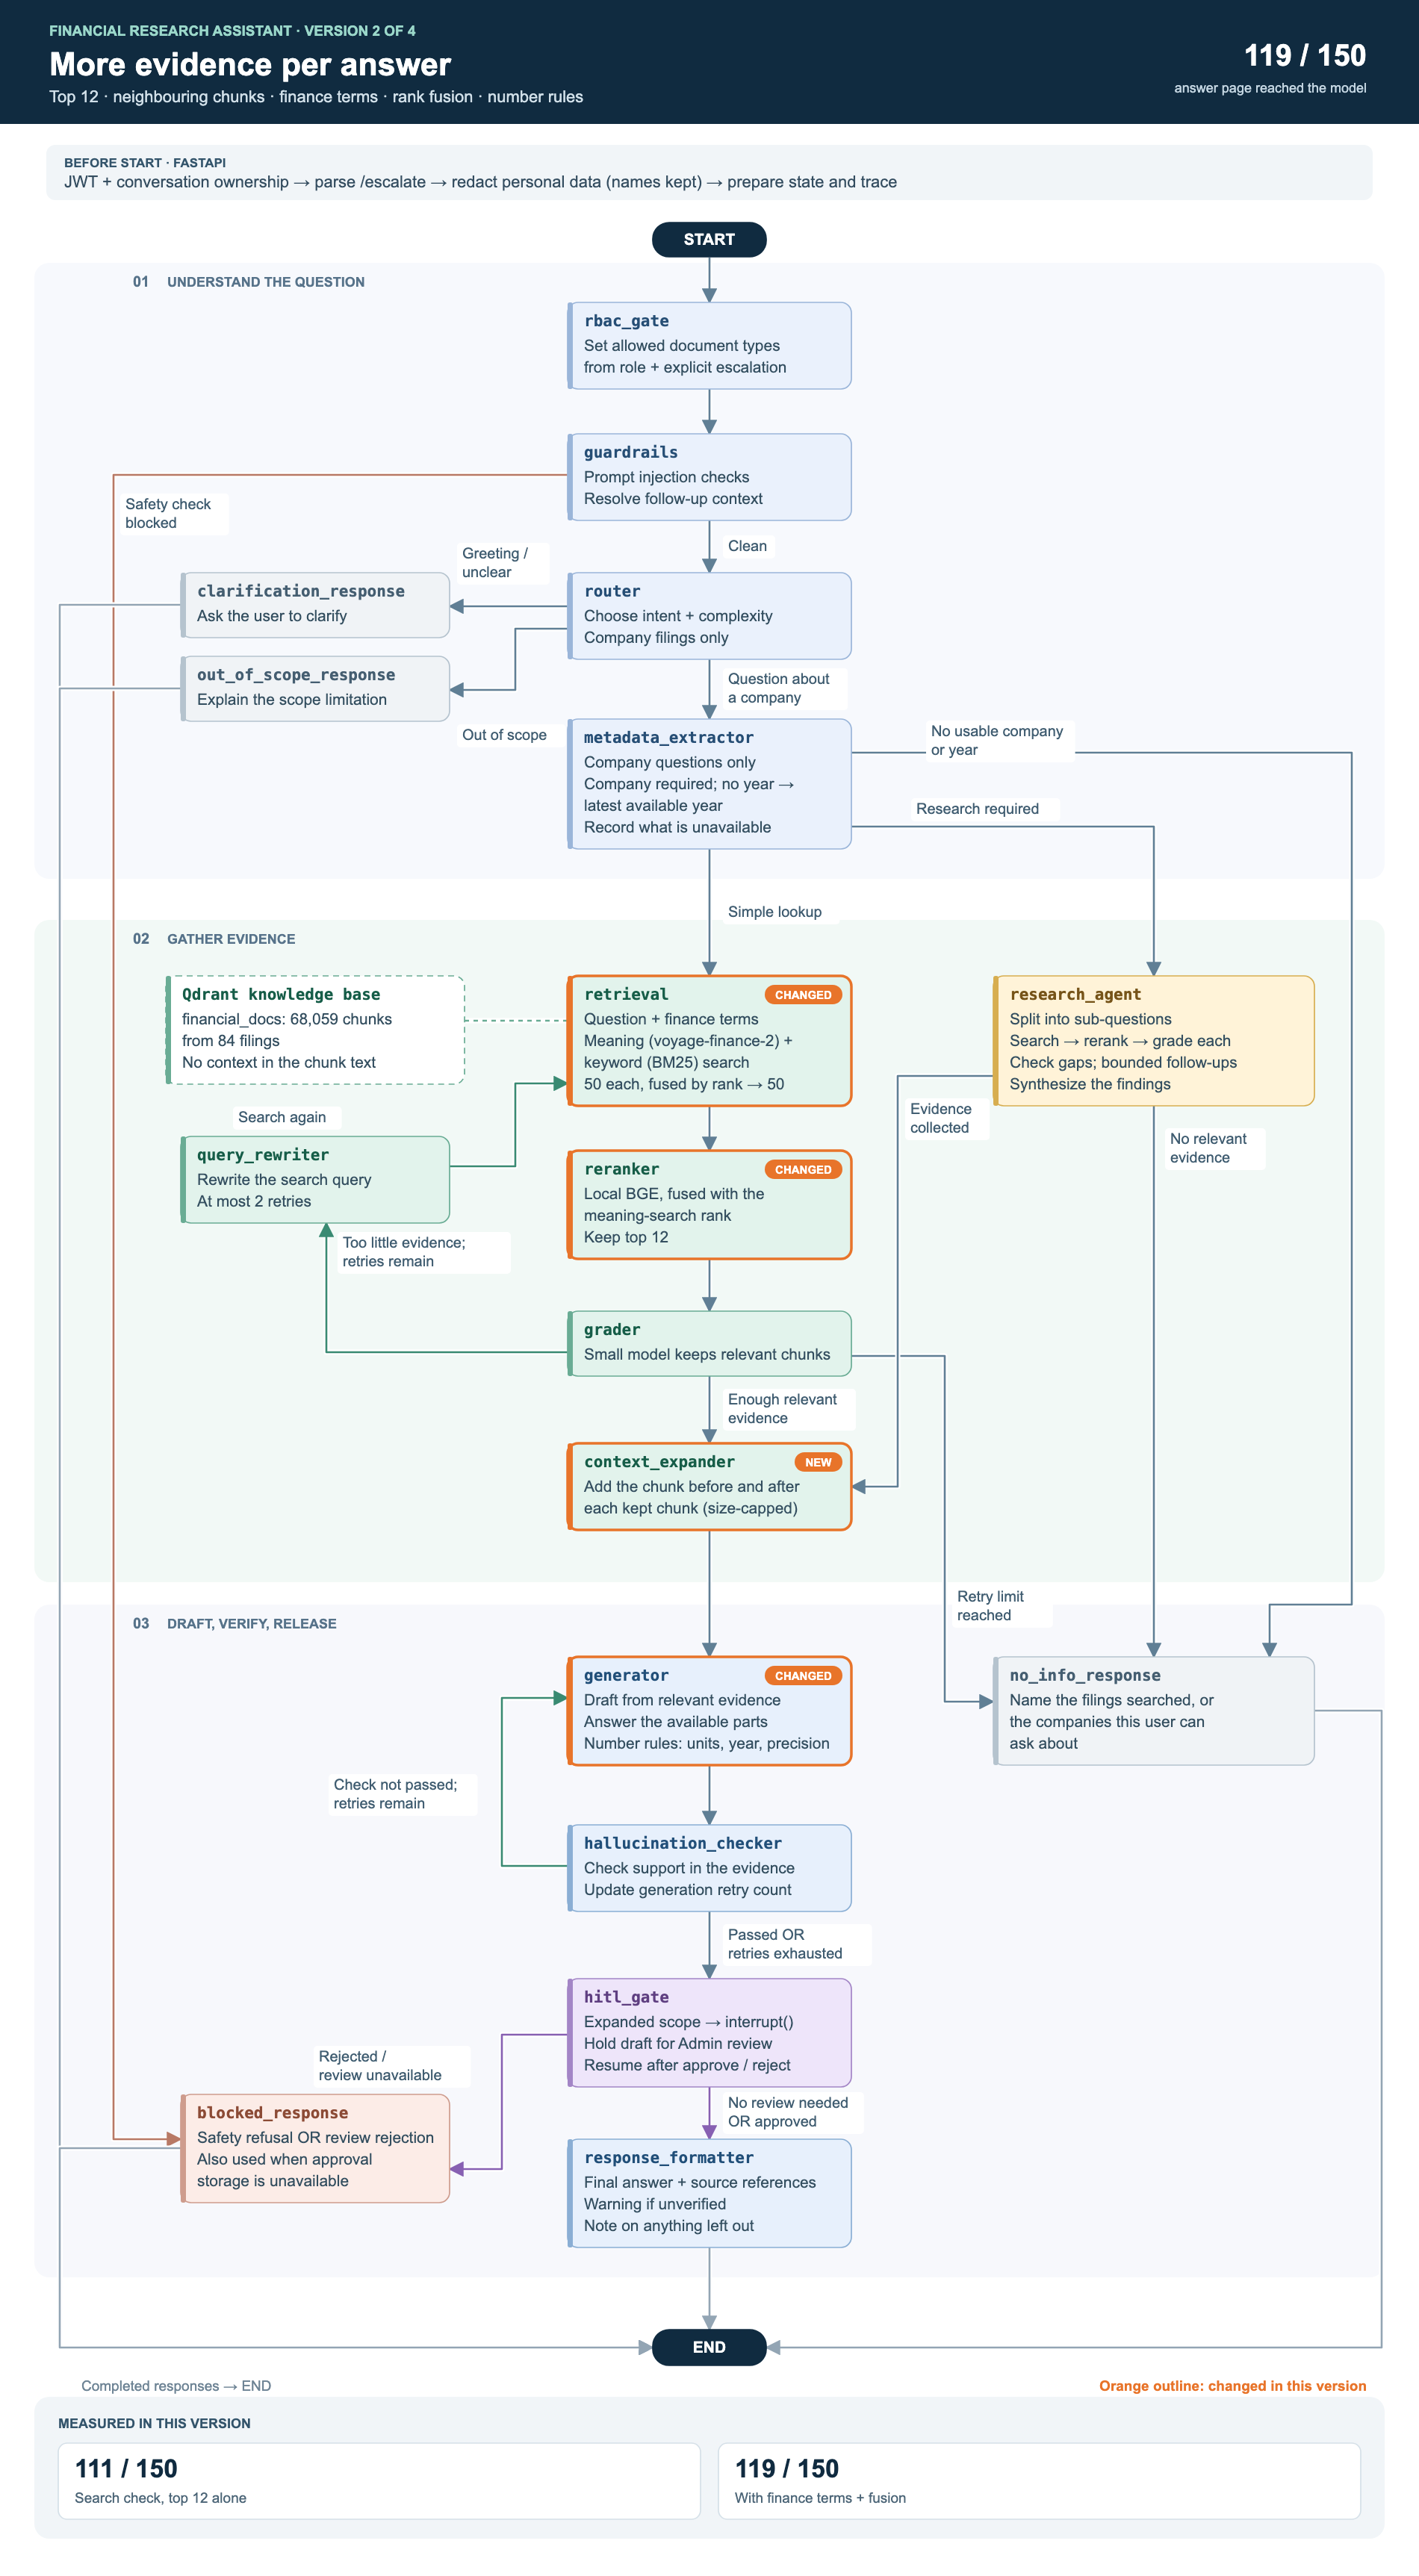 FINANCIAL RESEARCH ASSISTANT · VERSION 2 OF 4
More evidence per answer
Top 12 · neighbouring chunks · finance terms · rank fusion · number rules
119 / 150
answer page reached the model
BEFORE START · FASTAPI
JWT + conversation ownership → parse /escalate → redact personal data (names kept) → prepare state and trace
START
01 UNDERSTAND THE QUESTION
rbac_gate
Set allowed document types
from role + explicit escalation
guardrails
Prompt injection checks
Resolve follow-up context
Safety check
blocked
Clean
Greeting /
unclear
clarification_response
Ask the user to clarify
router
Choose intent + complexity
Company filings only
out_of_scope_response
Explain the scope limitation
Question about
a company
Out of scope
metadata_extractor
Company questions only
Company required; no year →
latest available year
Record what is unavailable
No usable company
or year
Research required
Simple lookup
02 GATHER EVIDENCE
Qdrant knowledge base
financial_docs: 68,059 chunks
from 84 filings
No context in the chunk text
retrieval
CHANGED
Question + finance terms
Meaning (voyage-finance-2) +
keyword (BM25) search
50 each, fused by rank → 50
research_agent
Split into sub-questions
Search → rerank → grade each
Check gaps; bounded follow-ups
Synthesize the findings
Search again
Evidence
collected
No relevant
evidence
query_rewriter
Rewrite the search query
At most 2 retries
reranker
CHANGED
Local BGE, fused with the
meaning-search rank
Keep top 12
Too little evidence;
retries remain
grader
Small model keeps relevant chunks
Enough relevant
evidence
context_expander
NEW
Add the chunk before and after
each kept chunk (size-capped)
Retry limit
reached
03 DRAFT, VERIFY, RELEASE
generator
CHANGED
Draft from relevant evidence
Answer the available parts
Number rules: units, year, precision
no_info_response
Name the filings searched, or
the companies this user can
ask about
Check not passed;
retries remain
hallucination_checker
Check support in the evidence
Update generation retry count
Passed OR
retries exhausted
hitl_gate
Expanded scope → interrupt()
Hold draft for Admin review
Resume after approve / reject
Rejected /
review unavailable
No review needed
OR approved
blocked_response
Safety refusal OR review rejection
Also used when approval
storage is unavailable
response_formatter
Final answer + source references
Warning if unverified
Note on anything left out
END
Completed responses → END
Orange outline: changed in this version
MEASURED IN THIS VERSION
111 / 150
Search check, top 12 alone
119 / 150
With finance terms + fusion